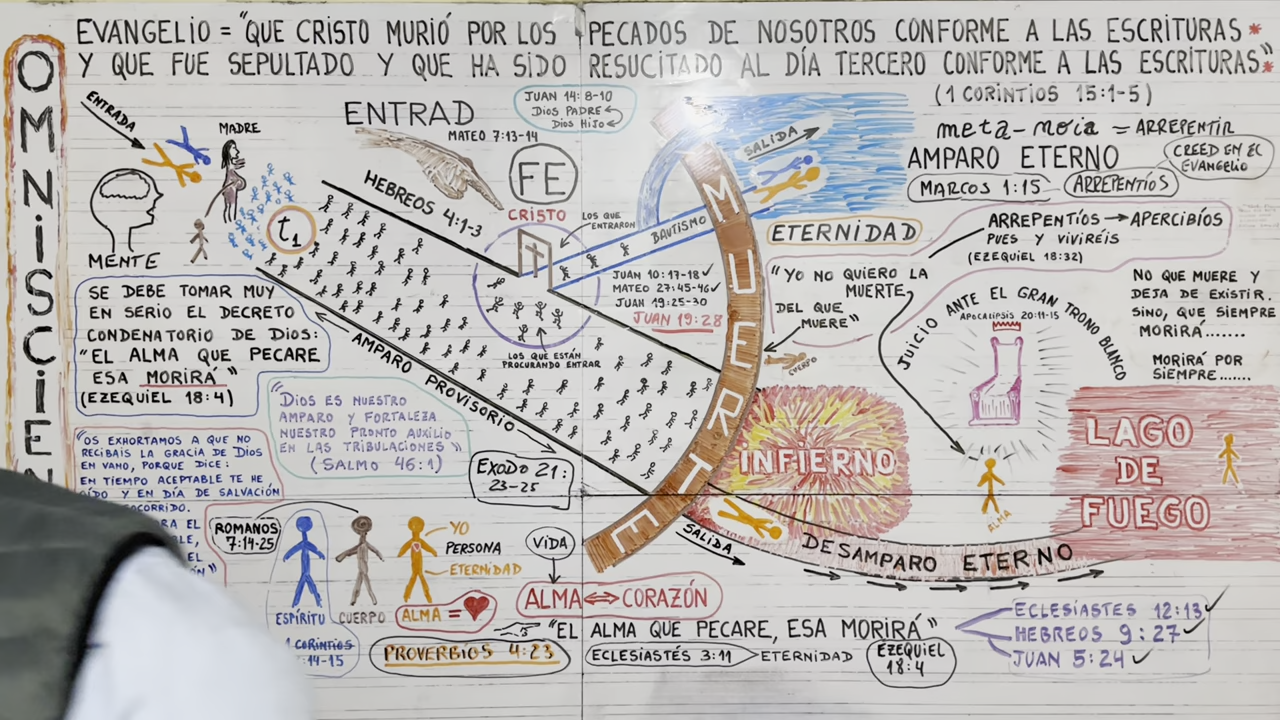 EVANGELIO = "QUE CRISTO MURIÓ POR LOS PECADOS DE NOSOTROS CONFORME A LAS ESCRITURAS*
Y QUE FUE SEPULTADO Y QUE HA SIDO RESUCITADO AL DÍA TERCERO CONFORME A LAS ESCRITURAS"*
(1 CORINTIOS 15:1-5)
OMNISCIEN
ENTRADA
MADRE
MENTE
t1
ENTRAD
MATEO 7:13-14
JUAN 14:8-10
DIOS PADRE
DIOS HIJO
FE
HEBREOS 4:1-3
CRISTO
LOS QUE
ENTRARON
BAUTISMO
SALIDA
JUAN 10:17-18 ✓
MATEO 27:45-46 ✓
JUAN 19:25-30
JUAN 19:28
LOS QUE ESTÁN
PROCURANDO ENTRAR
AMPARO PROVISORIO
MUERTE
meta-noia = ARREPENTIR
AMPARO ETERNO
CREED EN EL
EVANGELIO
MARCOS 1:15
ARREPENTÍOS
ETERNIDAD
ARREPENTÍOS → APERCIBÍOS
PUES Y VIVIRÉIS
(EZEQUIEL 18:32)
"YO NO QUIERO LA
MUERTE
DEL QUE
MUERE"
CUERPO
JUICIO ANTE EL GRAN TRONO BLANCO
APOCALIPSIS 20:11-15
NO QUE MUERE Y
DEJA DE EXISTIR.
SINO, QUE SIEMPRE
MORIRÁ.......
MORIRÁ POR
SIEMPRE.......
SE DEBE TOMAR MUY
EN SERIO EL DECRETO
CONDENATORIO DE DIOS:
"EL ALMA QUE PECARE
ESA MORIRÁ"
(EZEQUIEL 18:4)
"DIOS ES NUESTRO
AMPARO Y FORTALEZA
NUESTRO PRONTO AUXILIO
EN LAS TRIBULACIONES"
(SALMO 46:1)
"OS EXHORTAMOS A QUE NO
RECIBAIS LA GRACIA DE DIOS
EN VANO, PORQUE DICE:
EN TIEMPO ACEPTABLE TE HE
OÍDO Y EN DÍA DE SALVACIÓN
SOCORRIDO.
EXODO 21:
23-25
INFIERNO
ALMA
LAGO
DE
FUEGO
SALIDA
DESAMPARO ETERNO
ROMANOS
7:14-25
YO
PERSONA
ETERNIDAD
VIDA
ESPÍRITU
CUERPO
ALMA =
ALMA ⇔ CORAZÓN
1 CORINTIOS
:14-15
PROVERBIOS 4:23
"EL ALMA QUE PECARE, ESA MORIRÁ"
ECLESIASTÉS 3:11
ETERNIDAD
EZEQUIEL
18:4
ECLESIASTES 12:13 ✓
HEBREOS 9:27 ✓
JUAN 5:24 ✓